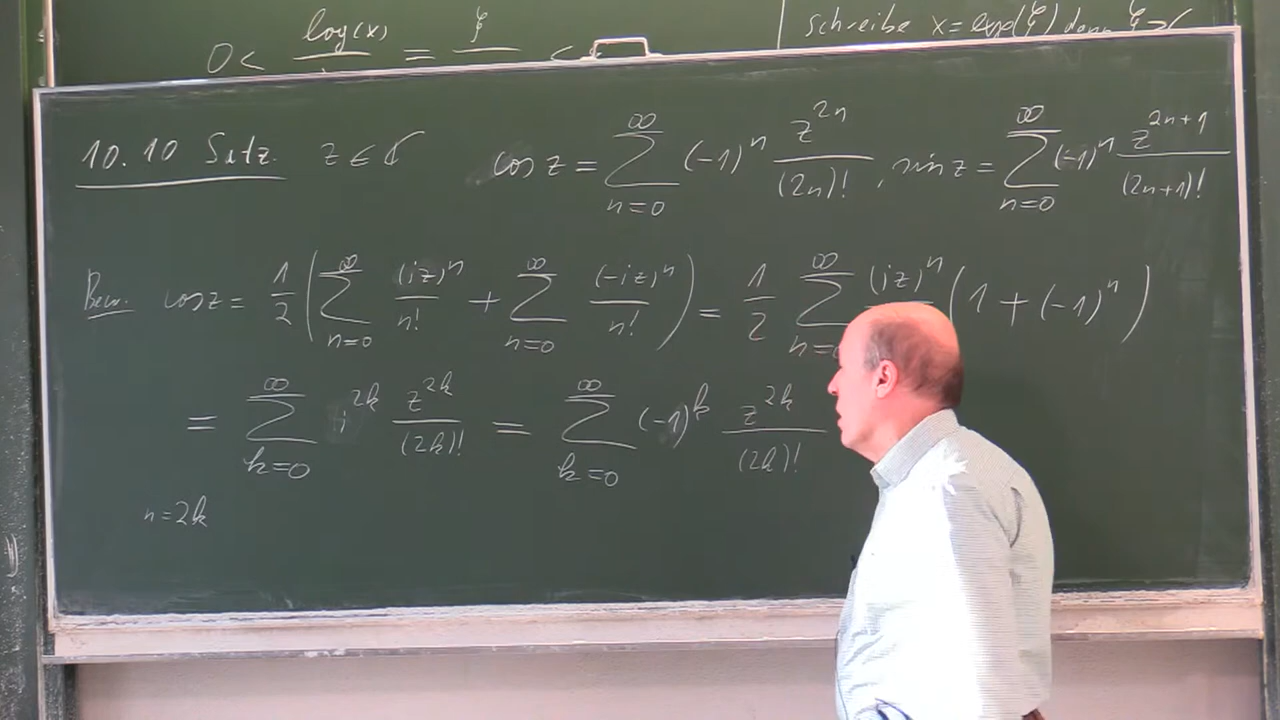 0 < log(x) = ξ <
schreibe x = exp(ξ) dann
10.10 Satz. z ∈ ℂ cos z = ∑_{n=0}^{∞} (-1)^n z^{2n}/(2n)! , sin z = ∑_{n=0}^{∞} (-1)^n z^{2n+1}/(2n+1)!
Bew. cos z = 1/2 ( ∑_{n=0}^{∞} (iz)^n/n! + ∑_{n=0}^{∞} (-iz)^n/n! ) = 1/2 ∑_{n=0}^{∞} (iz)^n ( 1 + (-1)^n )
= ∑_{k=0}^{∞} i^{2k} z^{2k}/(2k)! = ∑_{k=0}^{∞} (-1)^k z^{2k}/(2k)!
n = 2k